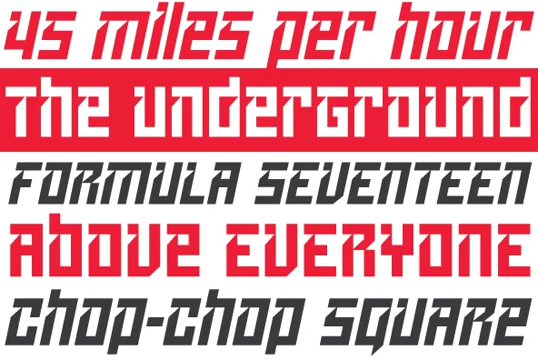 45 miles per hour
The Underground
FORMULA SEVENTEEN
Above EVERYONE
chop-chop square